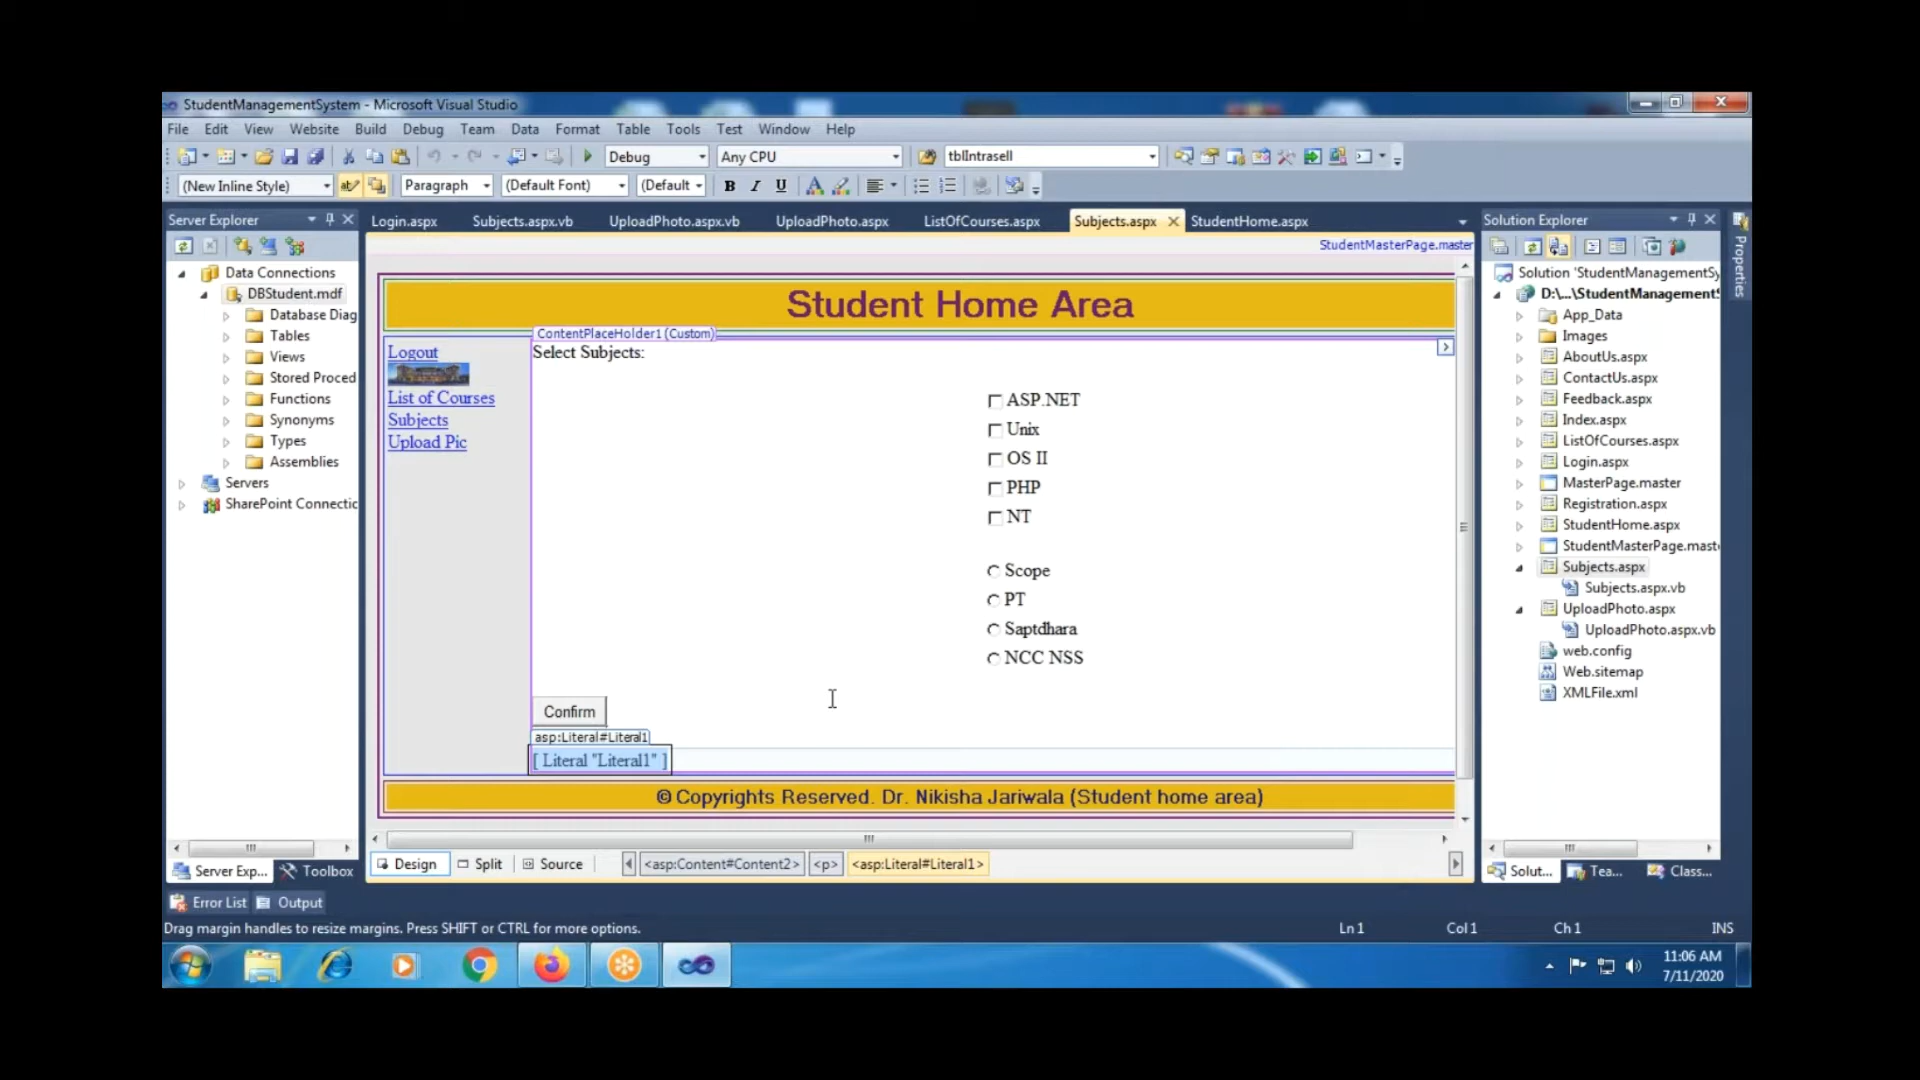 StudentManagementSystem - Microsoft Visual Studio
File Edit View Website Build Debug Team Data Format Table Tools Test Window Help
Debug Any CPU tblIntrasell
(New Inline Style) Paragraph (Default Font) (Default B I U
Server Explorer
Login.aspx Subjects.aspx.vb UploadPhoto.aspx.vb UploadPhoto.aspx ListOfCourses.aspx Subjects.aspx StudentHome.aspx
Solution Explorer
Properties
StudentMasterPage.master
Data Connections
DBStudent.mdf
Database Diag
Tables
Views
Stored Proced
Functions
Synonyms
Types
Assemblies
Servers
SharePoint Connectic
Student Home Area
ContentPlaceHolder1 (Custom)
Logout
List of Courses
Subjects
Upload Pic
Select Subjects:
ASP.NET
Unix
OS II
PHP
NT
Scope
PT
Saptdhara
NCC NSS
Confirm
asp:Literal#Literal1
[ Literal "Literal1" ]
© Copyrights Reserved. Dr. Nikisha Jariwala (Student home area)
Solution 'StudentManagementSy
D:\...\StudentManagementS
App_Data
Images
AboutUs.aspx
ContactUs.aspx
Feedback.aspx
Index.aspx
ListOfCourses.aspx
Login.aspx
MasterPage.master
Registration.aspx
StudentHome.aspx
StudentMasterPage.mast
Subjects.aspx
Subjects.aspx.vb
UploadPhoto.aspx
UploadPhoto.aspx.vb
web.config
Web.sitemap
XMLFile.xml
Server Exp... Toolbox
Design Split Source <asp:Content#Content2> <p> <asp:Literal#Literal1>
Solut... Tea... Class...
Error List Output
Drag margin handles to resize margins. Press SHIFT or CTRL for more options. Ln 1 Col 1 Ch 1 INS
11:06 AM
7/11/2020